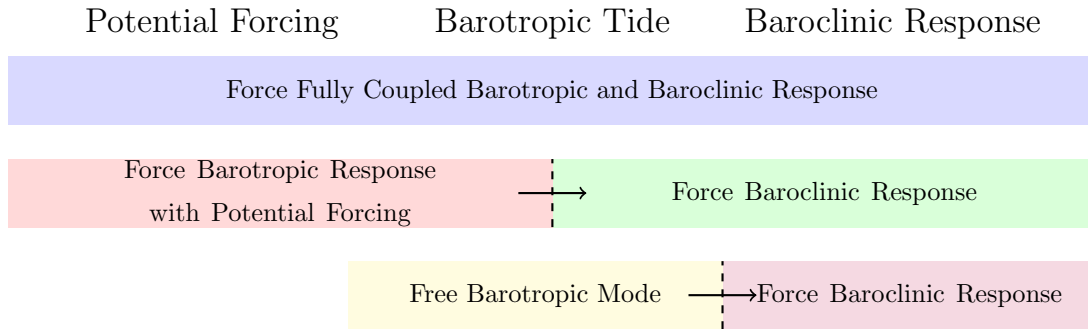 Potential Forcing Barotropic Tide Baroclinic Response
Force Fully Coupled Barotropic and Baroclinic Response
Force Barotropic Response
with Potential Forcing
Force Baroclinic Response
Free Barotropic Mode
Force Baroclinic Response